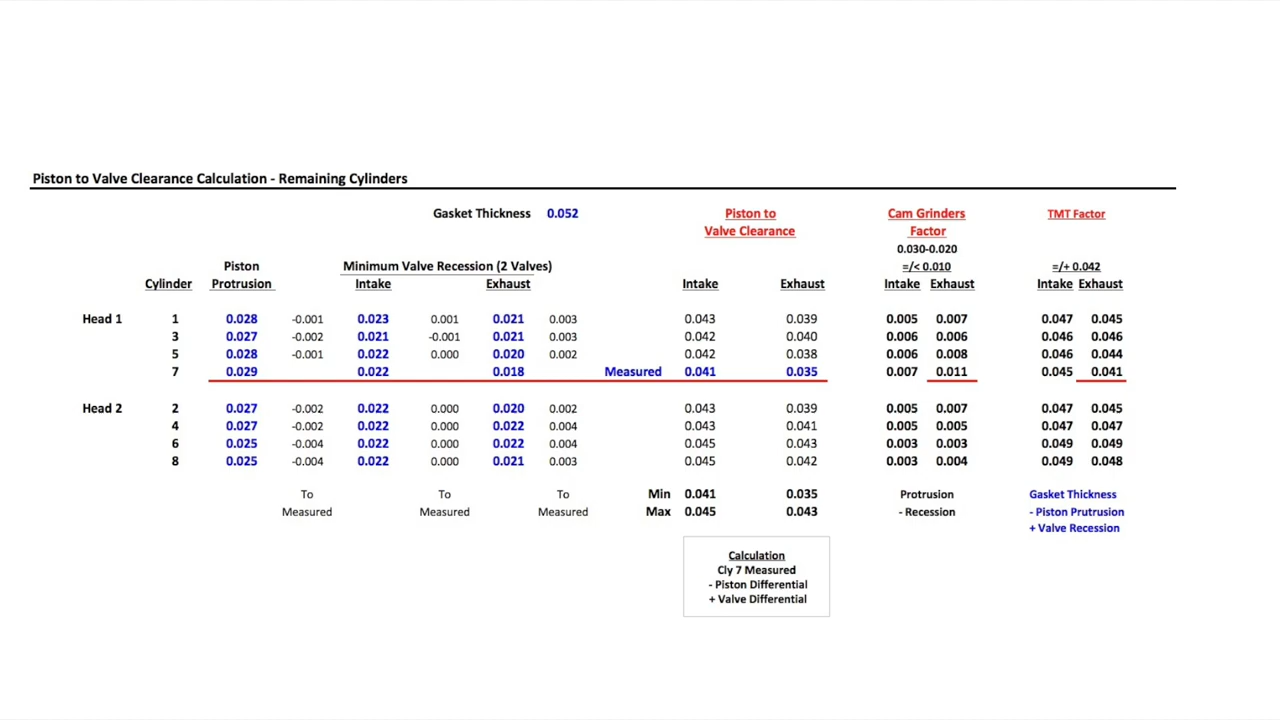 Piston to Valve Clearance Calculation - Remaining Cylinders
Gasket Thickness 0.052 Piston to Cam Grinders TMT Factor
Valve Clearance Factor
0.030-0.020
Piston Minimum Valve Recession (2 Valves) =/< 0.010 =/+ 0.042
Cylinder Protrusion Intake Exhaust Intake Exhaust Intake Exhaust Intake Exhaust
Head 1 1 0.028 -0.001 0.023 0.001 0.021 0.003 0.043 0.039 0.005 0.007 0.047 0.045
3 0.027 -0.002 0.021 -0.001 0.021 0.003 0.042 0.040 0.006 0.006 0.046 0.046
5 0.028 -0.001 0.022 0.000 0.020 0.002 0.042 0.038 0.006 0.008 0.046 0.044
7 0.029 0.022 0.018 Measured 0.041 0.035 0.007 0.011 0.045 0.041
Head 2 2 0.027 -0.002 0.022 0.000 0.020 0.002 0.043 0.039 0.005 0.007 0.047 0.045
4 0.027 -0.002 0.022 0.000 0.022 0.004 0.043 0.041 0.005 0.005 0.047 0.047
6 0.025 -0.004 0.022 0.000 0.022 0.004 0.045 0.043 0.003 0.003 0.049 0.049
8 0.025 -0.004 0.022 0.000 0.021 0.003 0.045 0.042 0.003 0.004 0.049 0.048
To To To Min 0.041 0.035 Protrusion Gasket Thickness
Measured Measured Measured Max 0.045 0.043 - Recession - Piston Prutrusion
+ Valve Recession
Calculation
Cly 7 Measured
- Piston Differential
+ Valve Differential